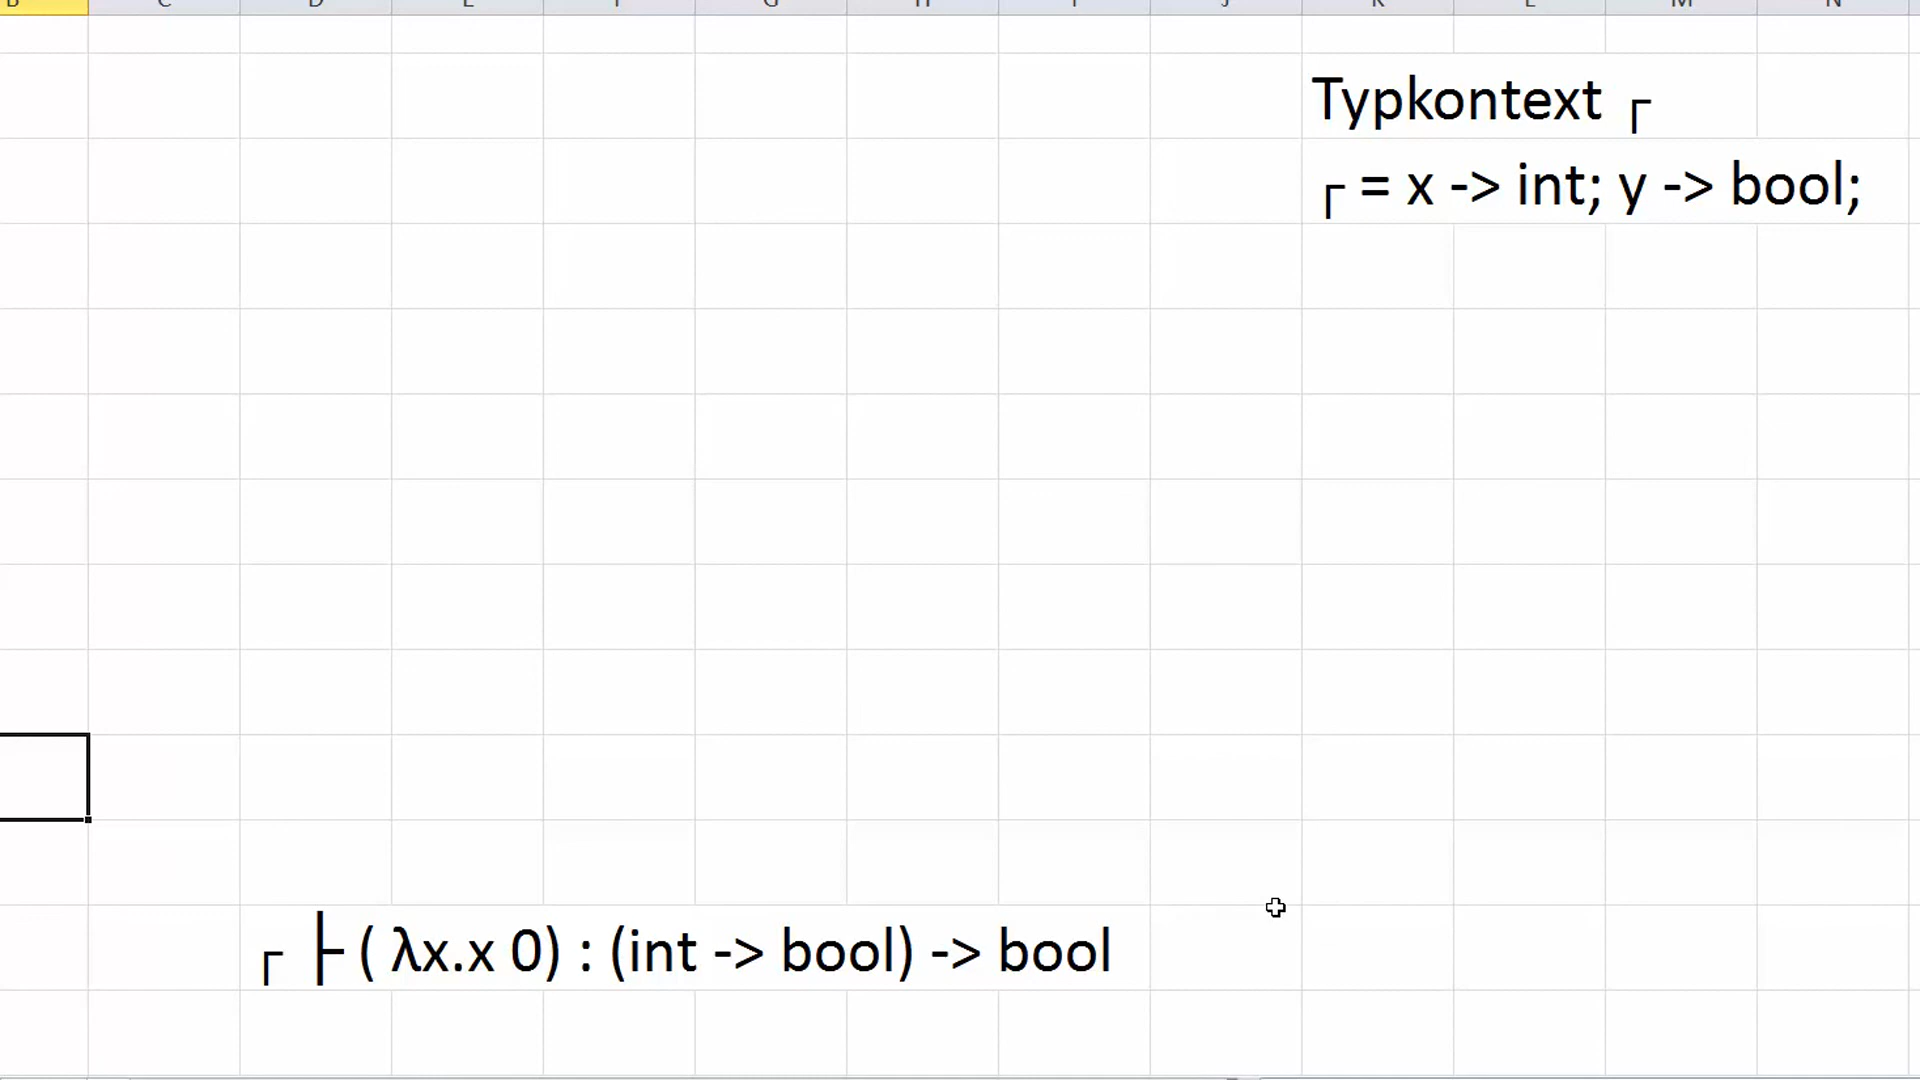 B C D E F G H I J K L M N
Typkontext Γ
Γ = x -> int; y -> bool;
Γ ├ ( λx.x 0) : (int -> bool) -> bool